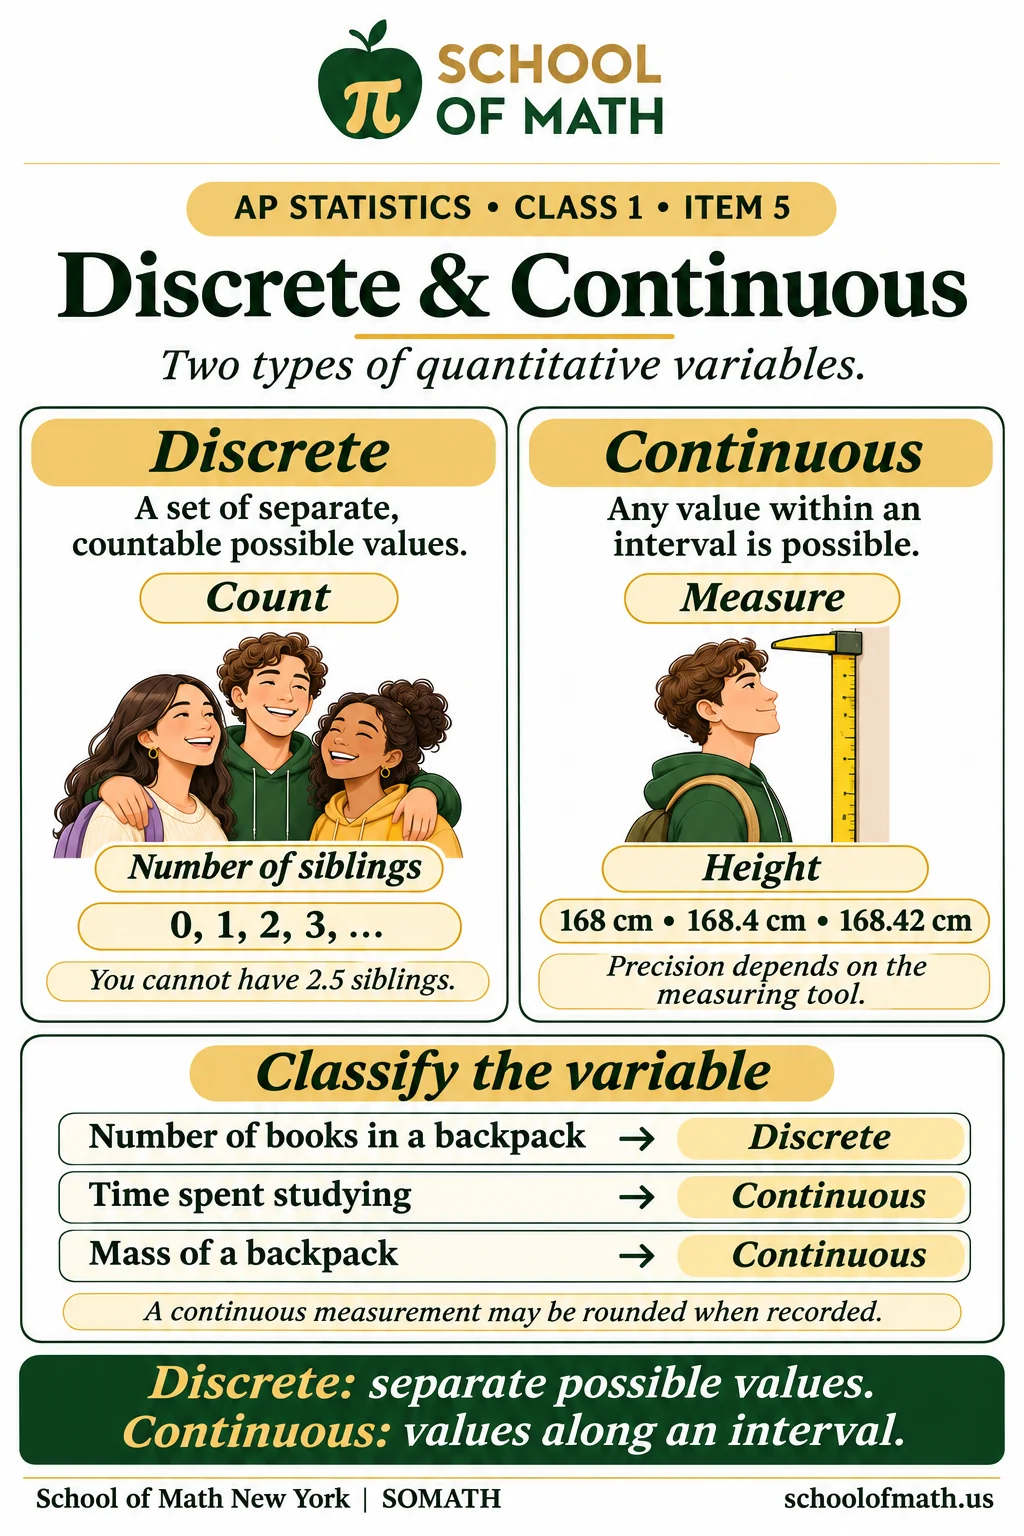 π
SCHOOL
OF MATH
AP STATISTICS • CLASS 1 • ITEM 5
Discrete & Continuous
Two types of quantitative variables.
Discrete
A set of separate,
countable possible values.
Count
Number of siblings
0, 1, 2, 3, ...
You cannot have 2.5 siblings.
Continuous
Any value within an
interval is possible.
Measure
Height
168 cm • 168.4 cm • 168.42 cm
Precision depends on the
measuring tool.
Classify the variable
Number of books in a backpack → Discrete
Time spent studying → Continuous
Mass of a backpack → Continuous
A continuous measurement may be rounded when recorded.
Discrete: separate possible values.
Continuous: values along an interval.
School of Math New York | SOMATH
schoolofmath.us